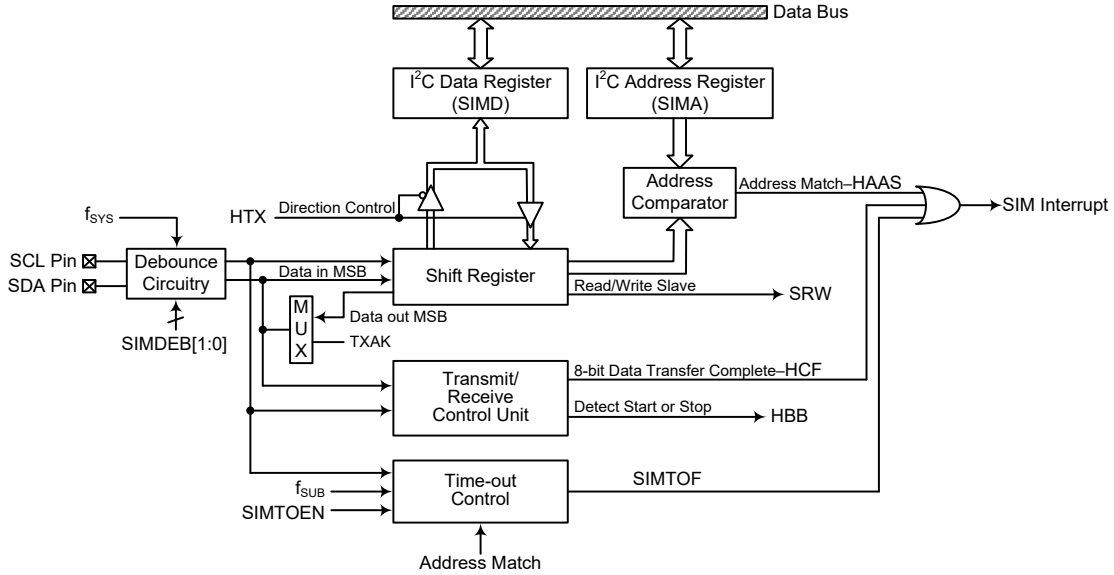 Data Bus
I²C Data Register
(SIMD)
I²C Address Register
(SIMA)
Address
Comparator
Address Match–HAAS
SIM Interrupt
HTX
Direction Control
fSYS
SCL Pin
SDA Pin
Debounce
Circuitry
SIMDEB[1:0]
Data in MSB
Shift Register
Read/Write Slave
SRW
M
U
X
Data out MSB
TXAK
Transmit/
Receive
Control Unit
8-bit Data Transfer Complete–HCF
Detect Start or Stop
HBB
Time-out
Control
fSUB
SIMTOEN
SIMTOF
Address Match